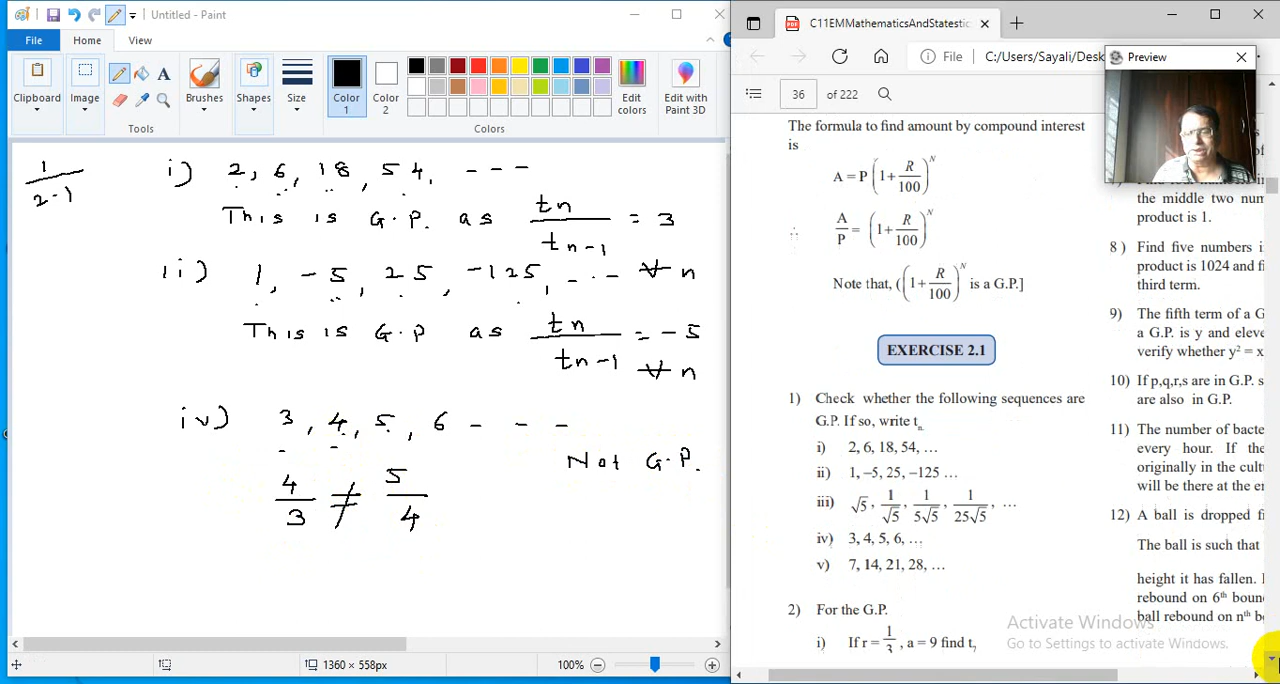 Untitled - Paint
File
Home
View
Clipboard
Image
Tools
Brushes
Shapes
Size
Color 1
Color 2
Colors
Edit colors
Edit with Paint 3D
1
2-1
i) 2, 6, 18, 54, - - -
This is G.P. as tn / tn-1 = 3
∀ n
ii) 1, -5, 25, -125, - - -
This is G.P as tn / tn-1 = -5
∀ n
iv) 3, 4, 5, 6 - - -
Not G.P.
4/3 ≠ 5/4
1360 × 558px
100%
C11EMMathematicsAndStatestic
File
C:/Users/Sayali/Desk
Preview
36 of 222
The formula to find amount by compound interest
is
A = P (1+ R/100)^N
∴ A/P = (1+ R/100)^N
Note that, ((1+ R/100)^N is a G.P.]
EXERCISE 2.1
1) Check whether the following sequences are
G.P. If so, write tn
i) 2, 6, 18, 54, …
ii) 1, –5, 25, –125 …
iii) √5, 1/√5, 1/5√5, 1/25√5, …
iv) 3, 4, 5, 6, …
v) 7, 14, 21, 28, …
2) For the G.P.
i) If r = 1/3, a = 9 find t7
the middle two num
product is 1.
8) Find five numbers i
product is 1024 and fi
third term.
9) The fifth term of a G
a G.P. is y and eleve
verify whether y² = x
10) If p,q,r,s are in G.P. s
are also in G.P.
11) The number of bacte
every hour. If the
originally in the cult
will be there at the e
12) A ball is dropped f
The ball is such that
height it has fallen. I
rebound on 6th boun
ball rebound on nth b
Activate Windows
Go to Settings to activate Windows.